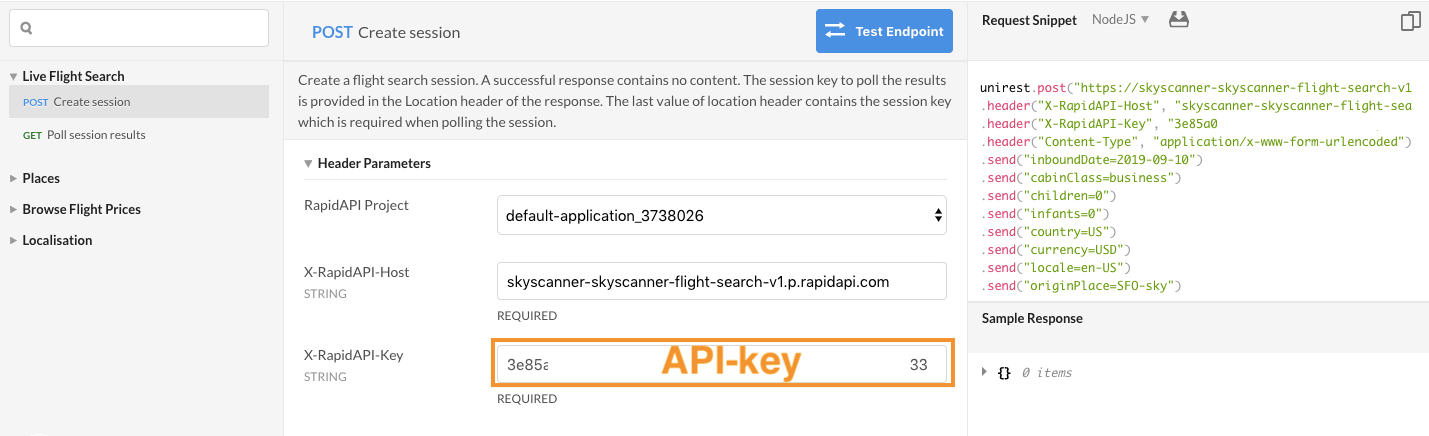 Live Flight Search
POST Create session
GET Poll session results
Places
Browse Flight Prices
Localisation
POST Create session
Test Endpoint
Create a flight search session. A successful response contains no content. The session key to poll the results
is provided in the Location header of the response. The last value of location header contains the session key
which is required when polling the session.
Header Parameters
RapidAPI Project
default-application_3738026
X-RapidAPI-Host
STRING
skyscanner-skyscanner-flight-search-v1.p.rapidapi.com
REQUIRED
X-RapidAPI-Key
STRING
3e85a API-key 33
REQUIRED
Request Snippet NodeJS
unirest.post("https://skyscanner-skyscanner-flight-search-v1
.header("X-RapidAPI-Host", "skyscanner-skyscanner-flight-sea
.header("X-RapidAPI-Key", "3e85a0
.header("Content-Type", "application/x-www-form-urlencoded")
.send("inboundDate=2019-09-10")
.send("cabinClass=business")
.send("children=0")
.send("infants=0")
.send("country=US")
.send("currency=USD")
.send("locale=en-US")
.send("originPlace=SFO-sky")
Sample Response
{} 0 items